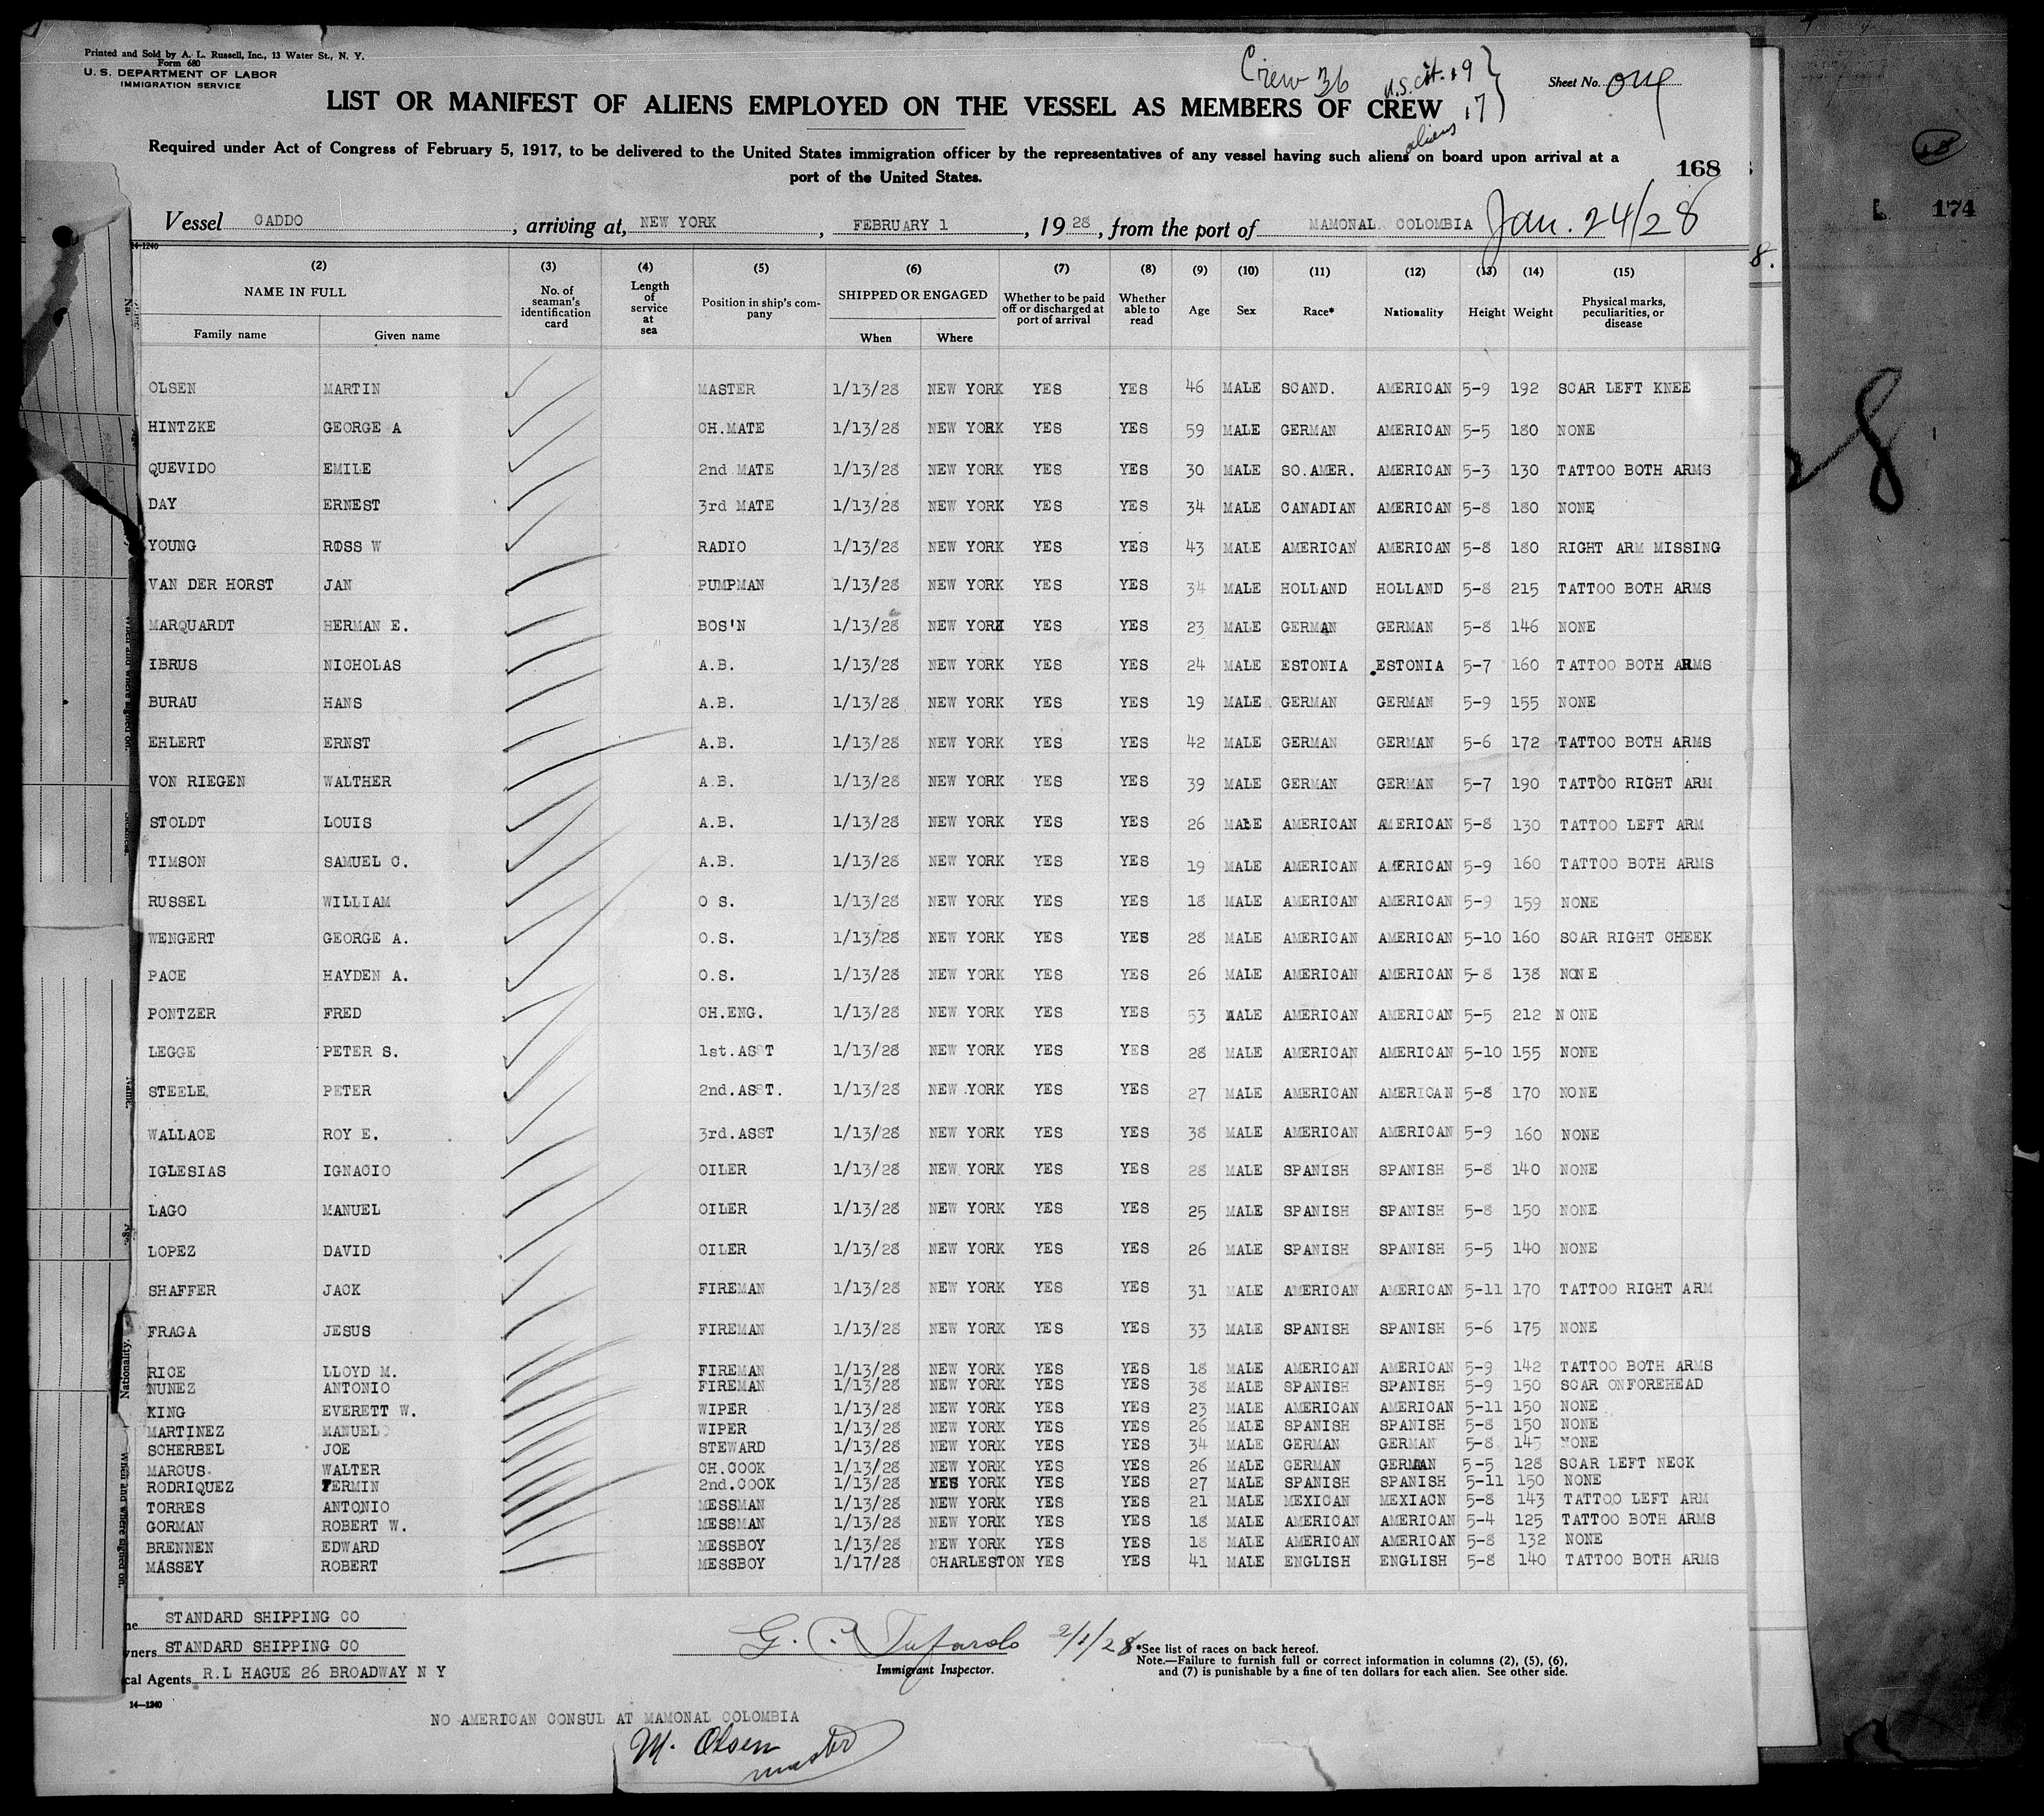 Printed and Sold by A. L. Russell, Inc., 13 Water St., N. Y.
Form 680
U. S. DEPARTMENT OF LABOR
IMMIGRATION SERVICE
Crew 36 U.S. cit. 19
aliens 17
Sheet No. one
LIST OR MANIFEST OF ALIENS EMPLOYED ON THE VESSEL AS MEMBERS OF CREW
Required under Act of Congress of February 5, 1917, to be delivered to the United States immigration officer by the representatives of any vessel having such aliens on board upon arrival at a
port of the United States.
168
174
Vessel CADDO, arriving at, NEW YORK, FEBRUARY 1, 1928, from the port of MAMONAL COLOMBIA Jan. 24/28
14-1240
8.
(2) (3) (4) (5) (6) (7) (8) (9) (10) (11) (12) (13) (14) (15)
NAME IN FULL No. of seaman's identification card Length of service at sea Position in ship's company SHIPPED OR ENGAGED Whether to be paid off or discharged at port of arrival Whether able to read Age Sex Race* Nationality Height Weight Physical marks, peculiarities, or disease
Family name Given name When Where
OLSEN MARTIN MASTER 1/13/28 NEW YORK YES YES 46 MALE SCAND. AMERICAN 5-9 192 SCAR LEFT KNEE
HINTZKE GEORGE A CH.MATE 1/13/28 NEW YORK YES YES 59 MALE GERMAN AMERICAN 5-5 180 NONE
QUEVIDO EMILE 2nd MATE 1/13/28 NEW YORK YES YES 30 MALE SO.AMER. AMERICAN 5-3 130 TATTOO BOTH ARMS
DAY ERNEST 3rd MATE 1/13/28 NEW YORK YES YES 34 MALE CANADIAN AMERICAN 5-8 180 NONE
YOUNG ROSS W RADIO 1/13/28 NEW YORK YES YES 43 MALE AMERICAN AMERICAN 5-8 180 RIGHT ARM MISSING
VAN DER HORST JAN PUMPMAN 1/13/28 NEW YORK YES YES 34 MALE HOLLAND HOLLAND 5-8 215 TATTOO BOTH ARMS
MARQUARDT HERMAN E. BOS'N 1/13/28 NEW YORK YES YES 23 MALE GERMAN GERMAN 5-8 146 NONE
IBRUS NICHOLAS A.B. 1/13/28 NEW YORK YES YES 24 MALE ESTONIA ESTONIA 5-7 160 TATTOO BOTH ARMS
BURAU HANS A.B. 1/13/28 NEW YORK YES YES 19 MALE GERMAN GERMAN 5-9 155 NONE
EHLERT ERNST A.B. 1/13/28 NEW YORK YES YES 42 MALE GERMAN GERMAN 5-6 172 TATTOO BOTH ARMS
VON RIEGEN WALTHER A.B. 1/13/28 NEW YORK YES YES 39 MALE GERMAN GERMAN 5-7 190 TATTOO RIGHT ARM
STOLDT LOUIS A.B. 1/13/28 NEW YORK YES YES 26 MALE AMERICAN AMERICAN 5-8 130 TATTOO LEFT ARM
TIMSON SAMUEL C. A.B. 1/13/28 NEW YORK YES YES 19 MALE AMERICAN AMERICAN 5-9 160 TATTOO BOTH ARMS
RUSSEL WILLIAM O S. 1/13/28 NEW YORK YES YES 18 MALE AMERICAN AMERICAN 5-9 159 NONE
WENGERT GEORGE A. O.S. 1/13/28 NEW YORK YES YES 28 MALE AMERICAN AMERICAN 5-10 160 SCAR RIGHT CHEEK
PACE HAYDEN A. O.S. 1/13/28 NEW YORK YES YES 26 MALE AMERICAN AMERICAN 5-8 138 NONE
PONTZER FRED CH.ENG. 1/13/28 NEW YORK YES YES 53 MALE AMERICAN AMERICAN 5-5 212 NONE
LEGGE PETER S. 1st.ASST 1/13/28 NEW YORK YES YES 28 MALE AMERICAN AMERICAN 5-10 155 NONE
STEELE PETER 2nd.ASST. 1/13/28 NEW YORK YES YES 27 MALE AMERICAN AMERICAN 5-8 170 NONE
WALLACE ROY E. 3rd.ASST 1/13/28 NEW YORK YES YES 38 MALE AMERICAN AMERICAN 5-9 160 NONE
IGLESIAS IGNACIO OILER 1/13/28 NEW YORK YES YES 28 MALE SPANISH SPANISH 5-8 140 NONE
LAGO MANUEL OILER 1/13/28 NEW YORK YES YES 25 MALE SPANISH SPANISH 5-8 150 NONE
LOPEZ DAVID OILER 1/13/28 NEW YORK YES YES 26 MALE SPANISH SPANISH 5-5 140 NONE
SHAFFER JACK FIREMAN 1/13/28 NEW YORK YES YES 31 MALE AMERICAN AMERICAN 5-11 170 TATTOO RIGHT ARM
FRAGA JESUS FIREMAN 1/13/28 NEW YORK YES YES 33 MALE SPANISH SPANISH 5-6 175 NONE
RICE LLOYD M. FIREMAN 1/13/28 NEW YORK YES YES 18 MALE AMERICAN AMERICAN 5-9 142 TATTOO BOTH ARMS
NUNEZ ANTONIO FIREMAN 1/13/28 NEW YORK YES YES 38 MALE SPANISH SPANISH 5-9 150 SCAR ONFOREHEAD
KING EVERETT W. WIPER 1/13/28 NEW YORK YES YES 23 MALE AMERICAN AMERICAN 5-11 150 NONE
MARTINEZ MANUEL WIPER 1/13/28 NEW YORK YES YES 26 MALE SPANISH SPANISH 5-8 150 NONE
SCHERBEL JOE STEWARD 1/13/28 NEW YORK YES YES 34 MALE GERMAN GERMAN 5-8 145 NONE
MARCUS WALTER CH.COOK 1/13/28 NEW YORK YES YES 26 MALE GERMAN GERMAN 5-5 128 SCAR LEFT NECK
RODRIQUEZ FERMIN 2nd.COOK 1/13/28 YES YORK YES YES 27 MALE SPANISH SPANISH 5-11 150 NONE
TORRES ANTONIO MESSMAN 1/13/28 NEW YORK YES YES 21 MALE MEXICAN MEXIACN 5-8 143 TATTOO LEFT ARM
GORMAN ROBERT W. MESSMAN 1/13/28 NEW YORK YES YES 18 MALE AMERICAN AMERICAN 5-4 125 TATTOO BOTH ARMS
BRENNEN EDWARD MESSBOY 1/13/28 NEW YORK YES YES 18 MALE AMERICAN AMERICAN 5-8 132 NONE
MASSEY ROBERT MESSBOY 1/17/28 CHARLESTON YES YES 41 MALE ENGLISH ENGLISH 5-8 140 TATTOO BOTH ARMS
STANDARD SHIPPING CO
wners STANDARD SHIPPING CO
cal Agents R.L HAGUE 26 BROADWAY N Y
14-1240
G. P. Tufarolo 2/1/28
Immigrant Inspector.
*See list of races on back hereof.
Note.—Failure to furnish full or correct information in columns (2), (5), (6),
and (7) is punishable by a fine of ten dollars for each alien. See other side.
NO AMERICAN CONSUL AT MAMONAL COLOMBIA
M. Olsen
master